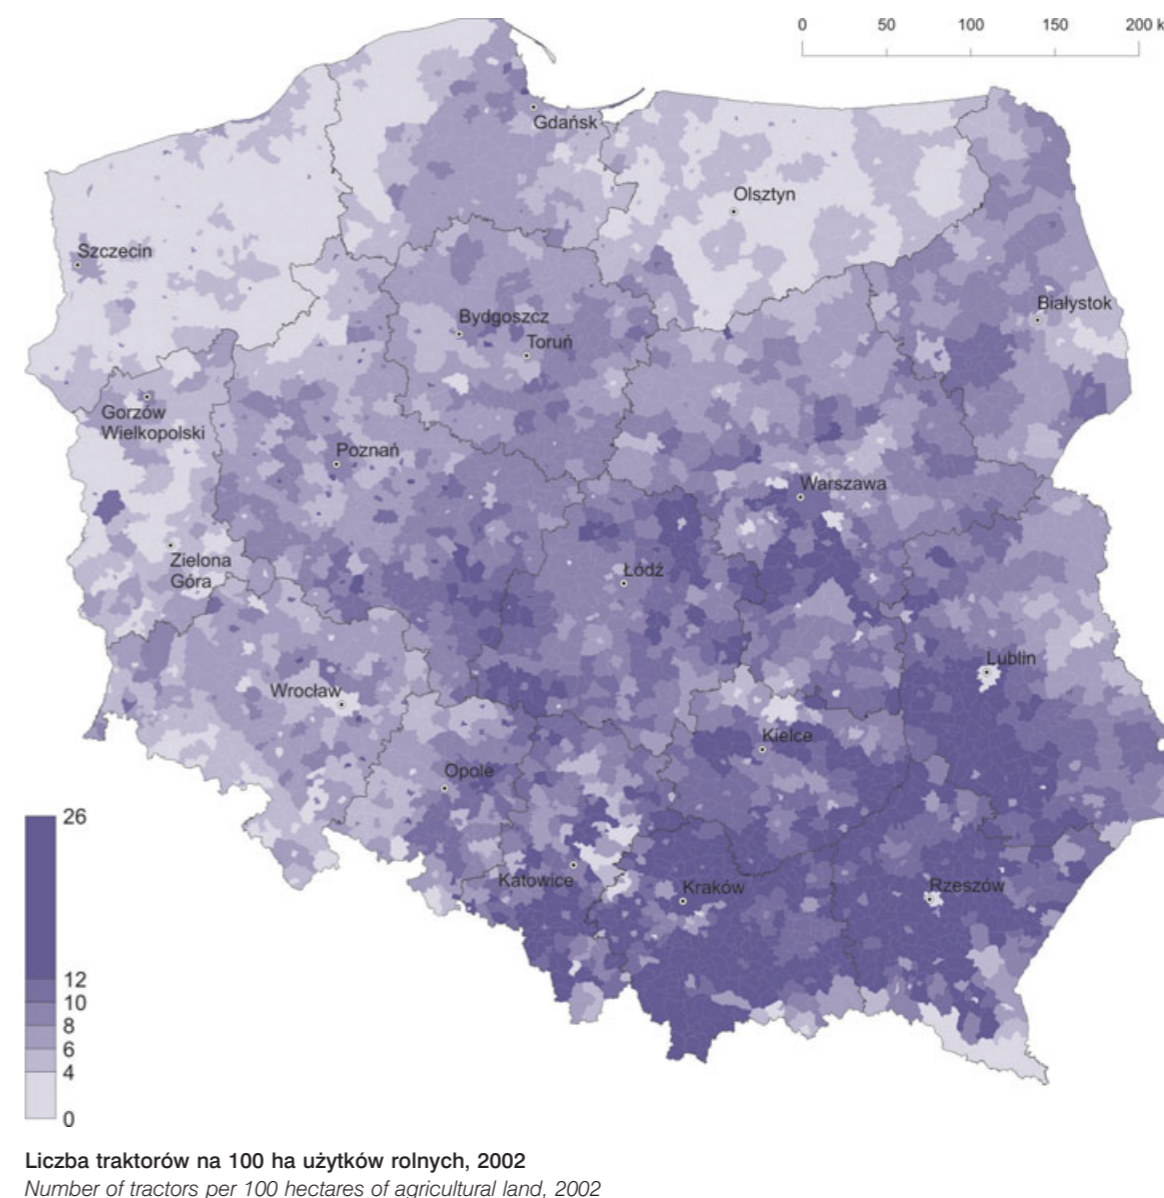 0 50 100 150 200 k
Gdańsk
Olsztyn
Szczecin
Białystok
Bydgoszcz
Toruń
Gorzów
Wielkopolski
Poznań
Warszawa
Zielona
Góra
Łódź
Lublin
Wrocław
Kielce
Opole
Katowice
Kraków
Rzeszów
26
12
10
8
6
4
0
Liczba traktorów na 100 ha użytków rolnych, 2002
Number of tractors per 100 hectares of agricultural land, 2002